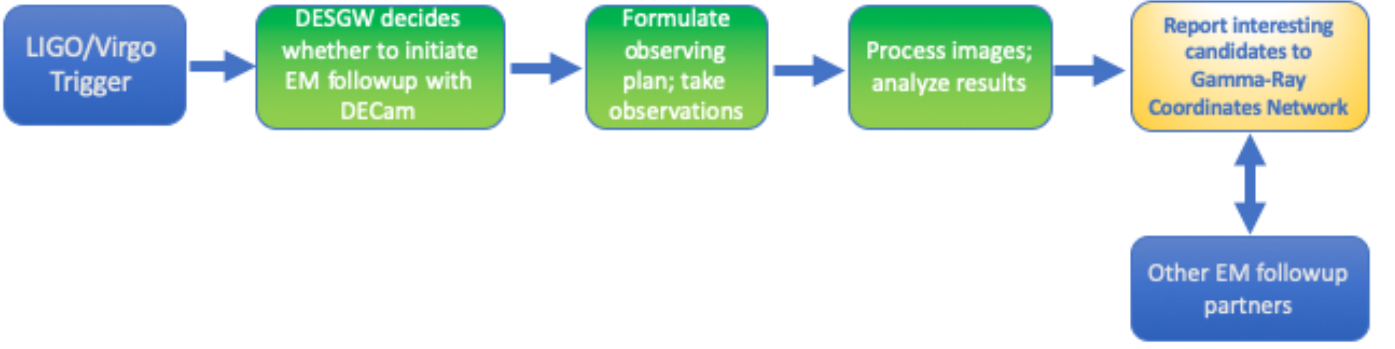 LIGO/Virgo
Trigger
DESGW decides
whether to initiate
EM followup with
DECam
Formulate
observing
plan; take
observations
Process images;
analyze results
Report interesting
candidates to
Gamma-Ray
Coordinates Network
Other EM followup
partners